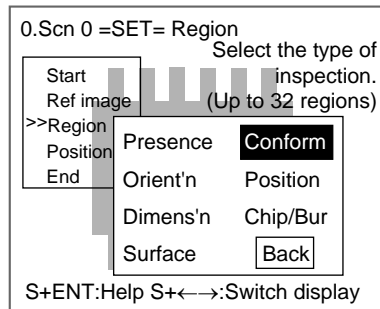 0.Scn 0 =SET= Region
Select the type of
inspection.
(Up to 32 regions)
Start
Ref image
>>Region
Position
End
Presence Conform
Orient'n Position
Dimens'n Chip/Bur
Surface Back
S+ENT:Help S+←→:Switch display